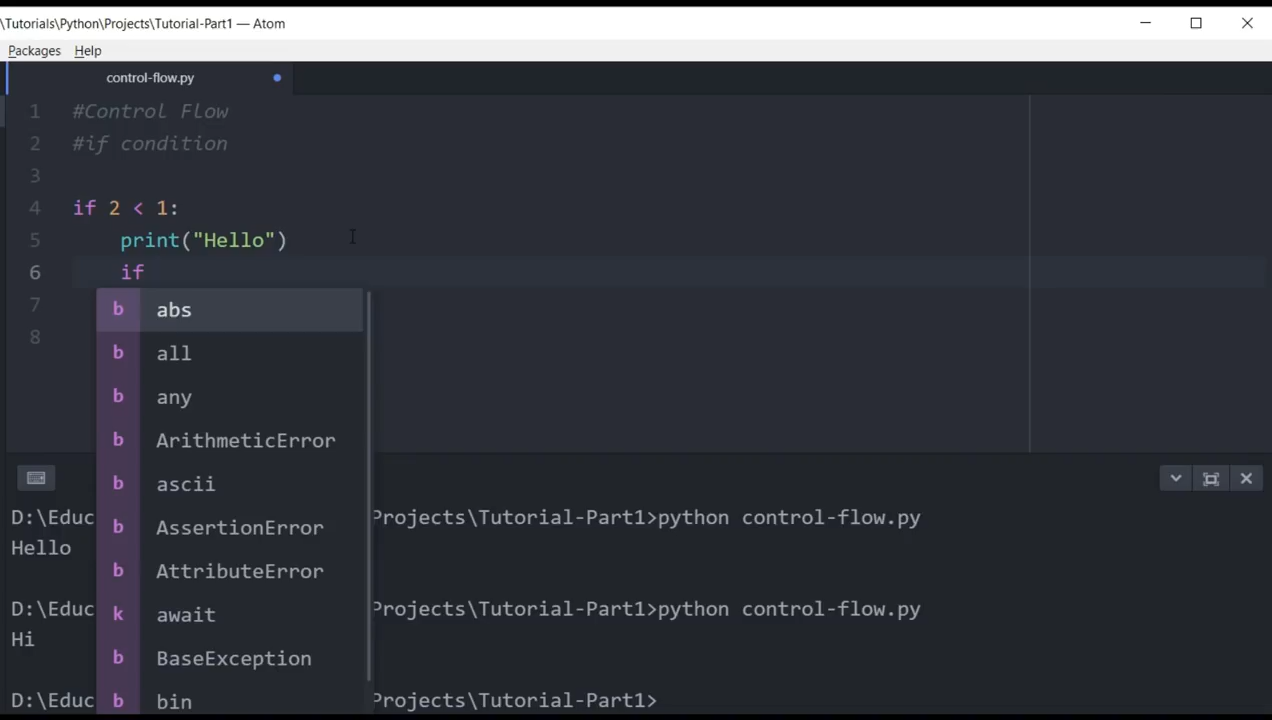 \Tutorials\Python\Projects\Tutorial-Part1 — Atom
Packages Help
control-flow.py
1 #Control Flow
2 #if condition
3
4 if 2 < 1:
5 print("Hello")
6 if
7
8
b abs
b all
b any
b ArithmeticError
b ascii
b AssertionError
b AttributeError
k await
b BaseException
b bin
D:\Educ Projects\Tutorial-Part1>python control-flow.py
Hello
D:\Educ Projects\Tutorial-Part1>python control-flow.py
Hi
D:\Educ Projects\Tutorial-Part1>